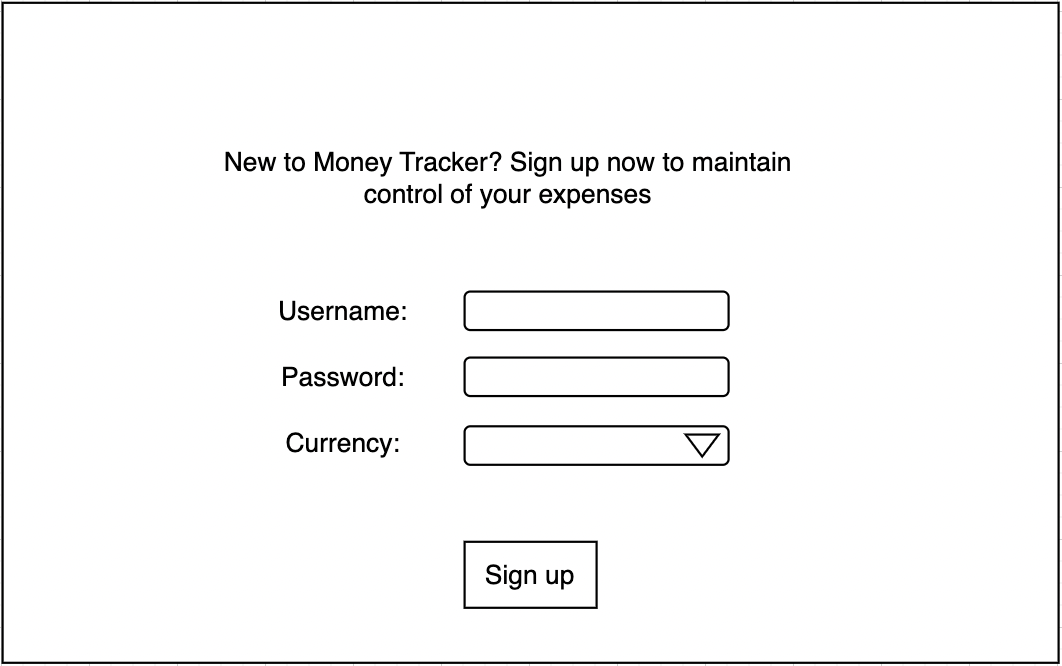 New to Money Tracker? Sign up now to maintain
control of your expenses
Username:
Password:
Currency:
Sign up